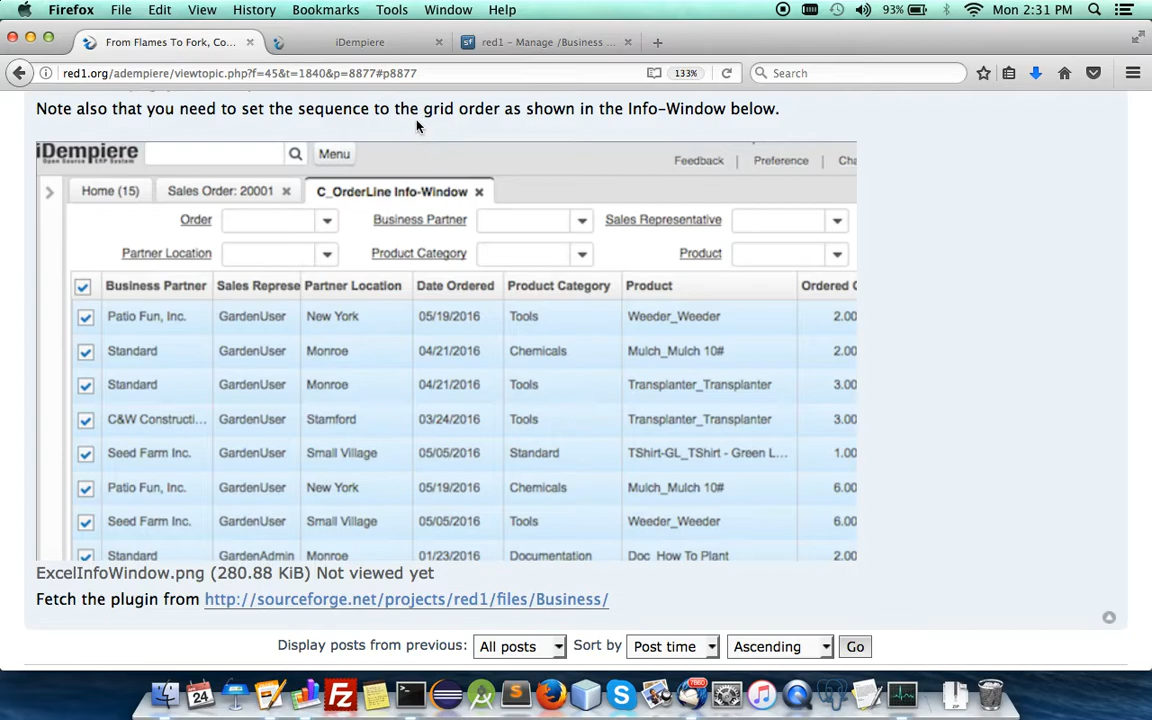 Firefox File Edit View History Bookmarks Tools Window Help 93% Mon 2:31 PM
From Flames To Fork, Co... iDempiere red1 - Manage /Business ...
red1.org/adempiere/viewtopic.php?f=45&t=1840&p=8877#p8877 133% Search
Note also that you need to set the sequence to the grid order as shown in the Info-Window below.
iDempiere Menu Feedback Preference Cha
Open Source ERP System
Home (15) Sales Order: 20001 C_OrderLine Info-Window
Order Business Partner Sales Representative
Partner Location Product Category Product
Business Partner Sales Represe Partner Location Date Ordered Product Category Product Ordered Q
Patio Fun, Inc. GardenUser New York 05/19/2016 Tools Weeder_Weeder 2.00
Standard GardenUser Monroe 04/21/2016 Chemicals Mulch_Mulch 10# 2.00
Standard GardenUser Monroe 04/21/2016 Tools Transplanter_Transplanter 3.00
C&W Constructi... GardenUser Stamford 03/24/2016 Tools Transplanter_Transplanter 3.00
Seed Farm Inc. GardenUser Small Village 05/05/2016 Standard TShirt-GL_TShirt - Green L... 1.00
Patio Fun, Inc. GardenUser New York 05/19/2016 Chemicals Mulch_Mulch 10# 6.00
Seed Farm Inc. GardenUser Small Village 05/05/2016 Tools Weeder_Weeder 6.00
Standard GardenAdmin Monroe 01/23/2016 Documentation Doc_How To Plant 2.00
ExcelInfoWindow.png (280.88 KiB) Not viewed yet
Fetch the plugin from http://sourceforge.net/projects/red1/files/Business/
Display posts from previous: All posts Sort by Post time Ascending Go